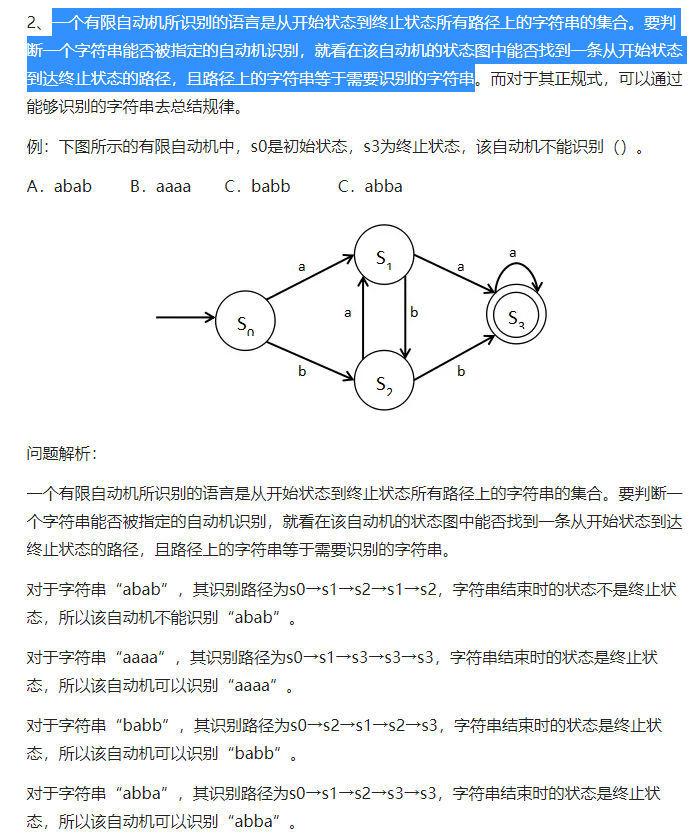 2、一个有限自动机所识别的语言是从开始状态到终止状态所有路径上的字符串的集合。要判
断一个字符串能否被指定的自动机识别，就看在该自动机的状态图中能否找到一条从开始状态
到达终止状态的路径，且路径上的字符串等于需要识别的字符串。而对于其正规式，可以通过
能够识别的字符串去总结规律。
例：下图所示的有限自动机中，s0是初始状态，s3为终止状态，该自动机不能识别（）。
A．abab B．aaaa C．babb C．abba
S1
a
a
a
S0
a
b
S3
b
b
S2
问题解析：
一个有限自动机所识别的语言是从开始状态到终止状态所有路径上的字符串的集合。要判断一
个字符串能否被指定的自动机识别，就看在该自动机的状态图中能否找到一条从开始状态到达
终止状态的路径，且路径上的字符串等于需要识别的字符串。
对于字符串“abab”，其识别路径为s0→s1→s2→s1→s2，字符串结束时的状态不是终止状
态，所以该自动机不能识别“abab”。
对于字符串“aaaa”，其识别路径为s0→s1→s3→s3→s3，字符串结束时的状态是终止状
态，所以该自动机可以识别“aaaa”。
对于字符串“babb”，其识别路径为s0→s2→s1→s2→s3，字符串结束时的状态是终止状
态，所以该自动机可以识别“babb”。
对于字符串“abba”，其识别路径为s0→s1→s2→s3→s3，字符串结束时的状态是终止状
态，所以该自动机可以识别“abba”。